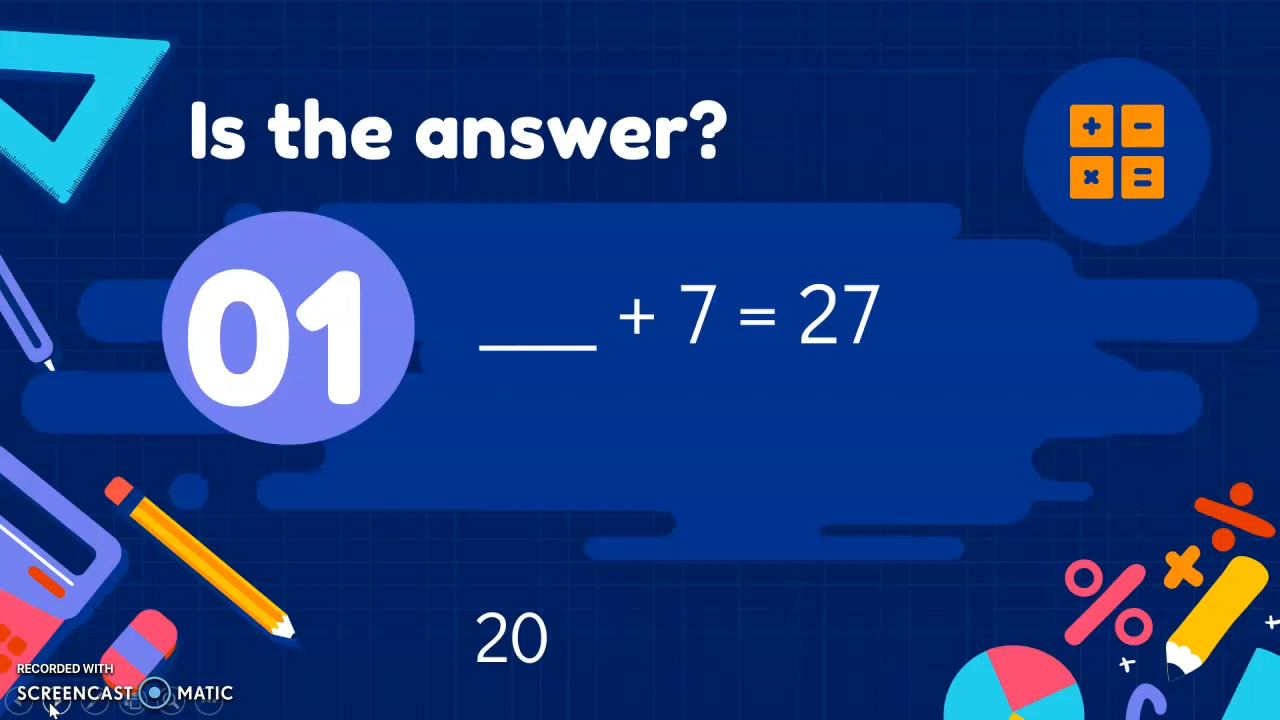 Is the answer?
01
___ + 7 = 27
20
RECORDED WITH
SCREENCAST MATIC